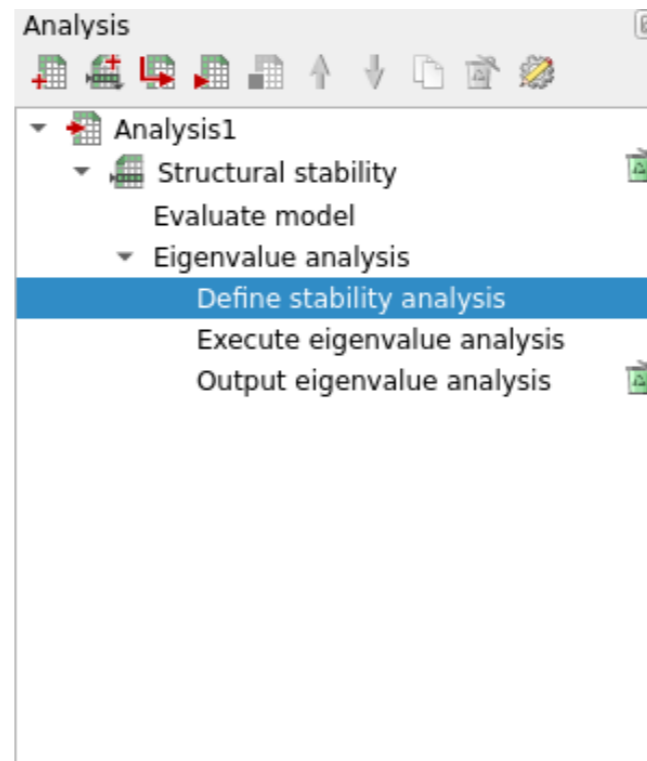 Analysis
Analysis1
Structural stability
Evaluate model
Eigenvalue analysis
Define stability analysis
Execute eigenvalue analysis
Output eigenvalue analysis